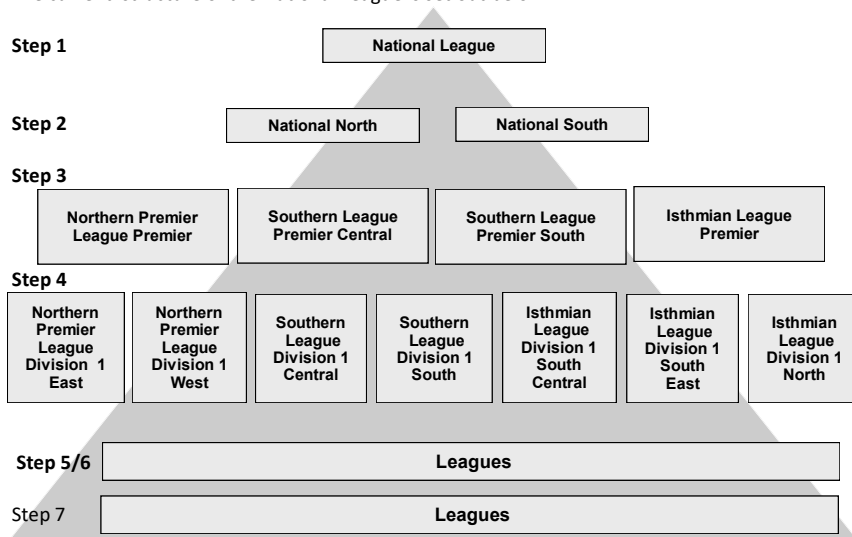 Step 1
National League
Step 2
National North
National South
Step 3
Northern Premier
League Premier
Southern League
Premier Central
Southern League
Premier South
Isthmian League
Premier
Step 4
Northern
Premier
League
Division 1
East
Northern
Premier
League
Division 1
West
Southern
League
Division 1
Central
Southern
League
Division 1
South
Isthmian
League
Division 1
South
Central
Isthmian
League
Division 1
South
East
Isthmian
League
Division 1
North
Step 5/6
Leagues
Step 7
Leagues